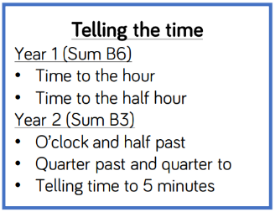 Telling the time
Year 1 (Sum B6)
• Time to the hour
• Time to the half hour
Year 2 (Sum B3)
• O'clock and half past
• Quarter past and quarter to
• Telling time to 5 minutes